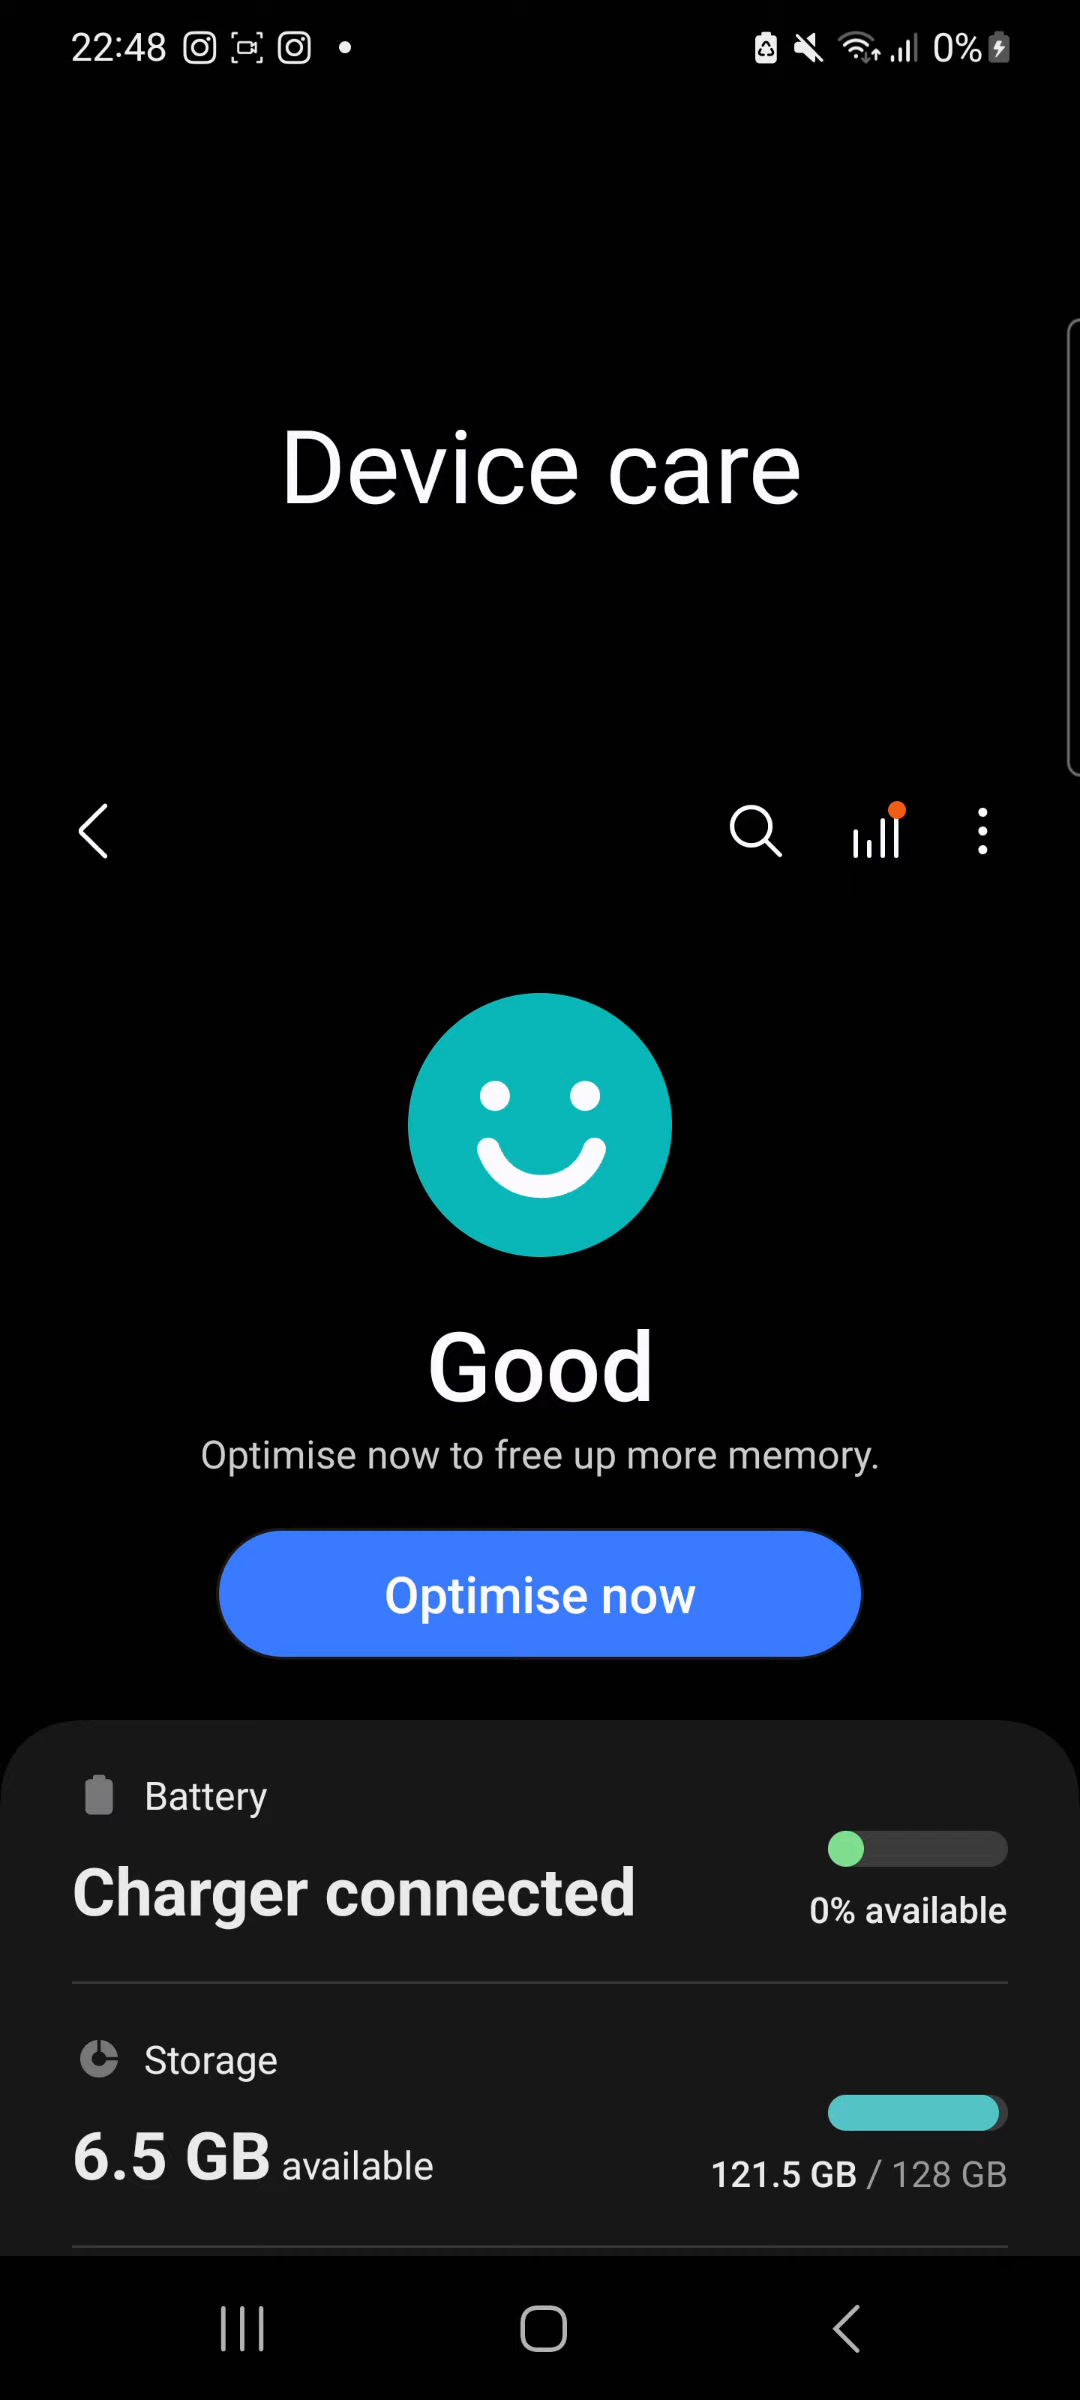 22:48
0%
Device care
Good
Optimise now to free up more memory.
Optimise now
Battery
Charger connected
0% available
Storage
6.5 GB available
121.5 GB / 128 GB